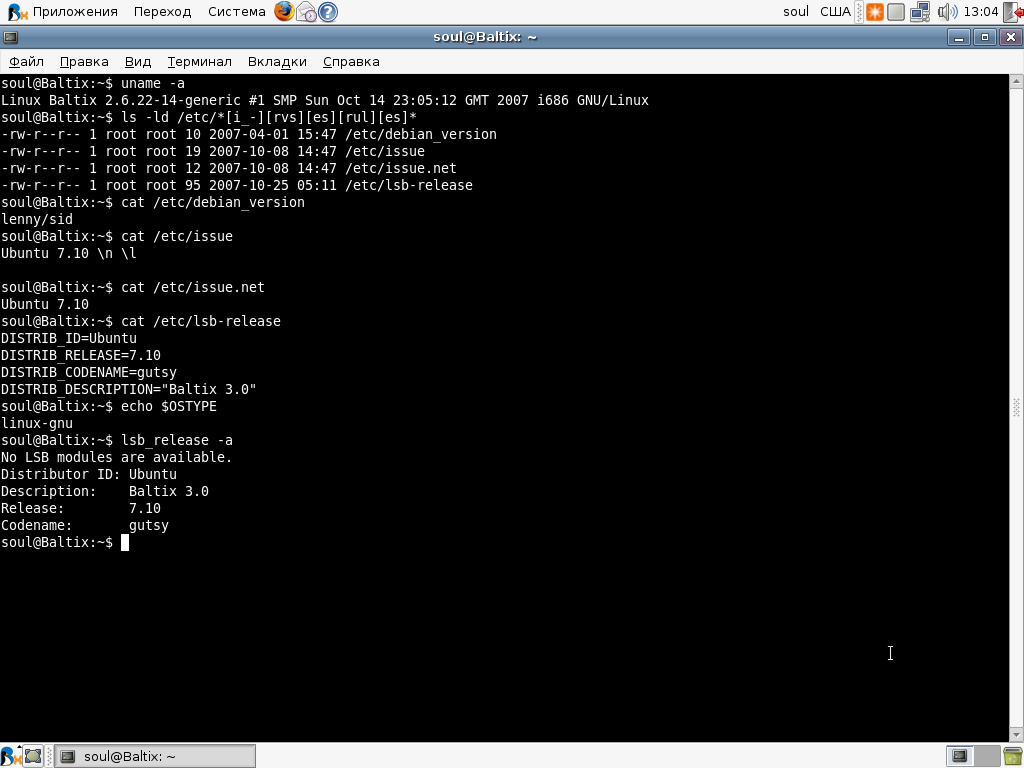 Приложения Переход Система soul США 13:04
soul@Baltix: ~
Файл Правка Вид Терминал Вкладки Справка
soul@Baltix:~$ uname -a
Linux Baltix 2.6.22-14-generic #1 SMP Sun Oct 14 23:05:12 GMT 2007 i686 GNU/Linux
soul@Baltix:~$ ls -ld /etc/*[i_-][rvs][es][rul][es]*
-rw-r--r-- 1 root root 10 2007-04-01 15:47 /etc/debian_version
-rw-r--r-- 1 root root 19 2007-10-08 14:47 /etc/issue
-rw-r--r-- 1 root root 12 2007-10-08 14:47 /etc/issue.net
-rw-r--r-- 1 root root 95 2007-10-25 05:11 /etc/lsb-release
soul@Baltix:~$ cat /etc/debian_version
lenny/sid
soul@Baltix:~$ cat /etc/issue
Ubuntu 7.10 \n \l
soul@Baltix:~$ cat /etc/issue.net
Ubuntu 7.10
soul@Baltix:~$ cat /etc/lsb-release
DISTRIB_ID=Ubuntu
DISTRIB_RELEASE=7.10
DISTRIB_CODENAME=gutsy
DISTRIB_DESCRIPTION="Baltix 3.0"
soul@Baltix:~$ echo $OSTYPE
linux-gnu
soul@Baltix:~$ lsb_release -a
No LSB modules are available.
Distributor ID: Ubuntu
Description:    Baltix 3.0
Release:        7.10
Codename:       gutsy
soul@Baltix:~$
soul@Baltix: ~